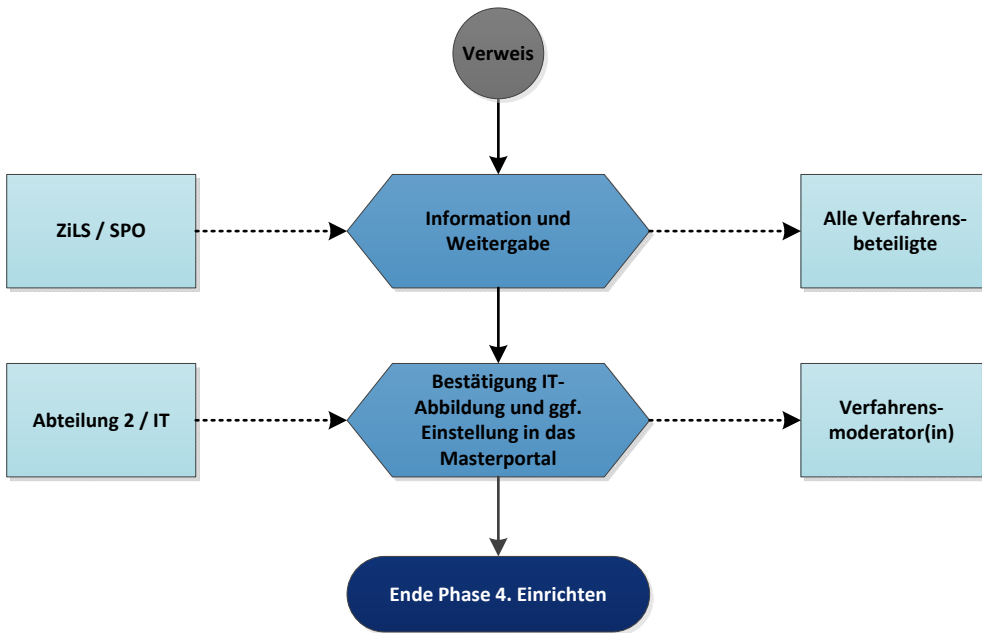 Verweis
ZiLS / SPO
Information und
Weitergabe
Alle Verfahrens-
beteiligte
Abteilung 2 / IT
Bestätigung IT-
Abbildung und ggf.
Einstellung in das
Masterportal
Verfahrens-
moderator(in)
Ende Phase 4. Einrichten